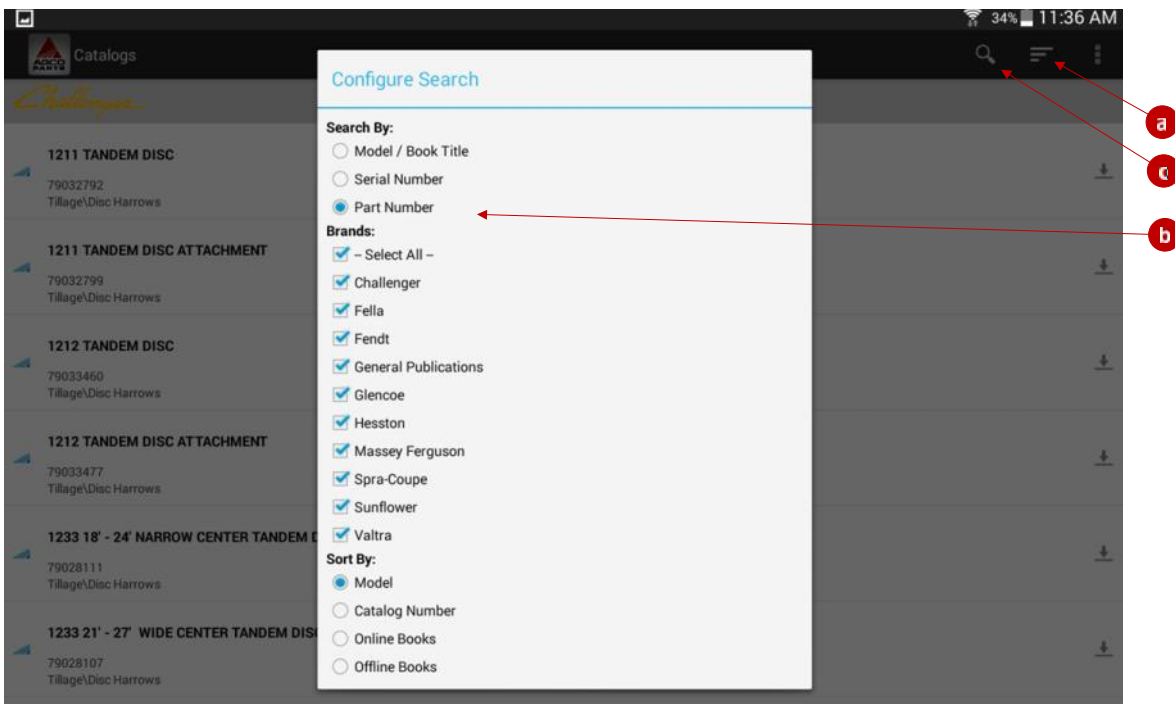 34% 11:36 AM
AGCO
PARTS
Catalogs
Challenger
Configure Search
a
c
b
Search By:
Model / Book Title
Serial Number
Part Number
Brands:
-- Select All --
Challenger
Fella
Fendt
General Publications
Glencoe
Hesston
Massey Ferguson
Spra-Coupe
Sunflower
Valtra
Sort By:
Model
Catalog Number
Online Books
Offline Books
1211 TANDEM DISC
79032792
Tillage\Disc Harrows
1211 TANDEM DISC ATTACHMENT
79032799
Tillage\Disc Harrows
1212 TANDEM DISC
79033460
Tillage\Disc Harrows
1212 TANDEM DISC ATTACHMENT
79033477
Tillage\Disc Harrows
1233 18' - 24' NARROW CENTER TANDEM D
79028111
Tillage\Disc Harrows
1233 21' - 27' WIDE CENTER TANDEM DIS
79028107
Tillage\Disc Harrows